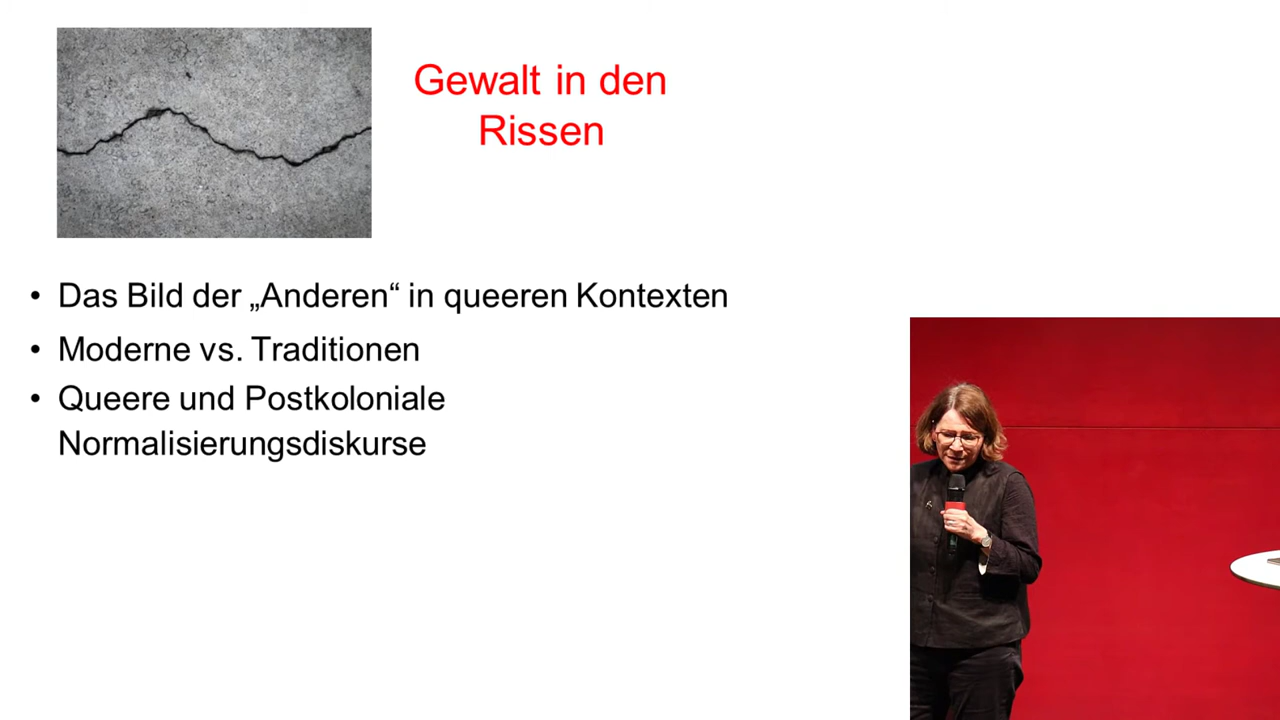 Gewalt in den
Rissen
• Das Bild der „Anderen“ in queeren Kontexten
• Moderne vs. Traditionen
• Queere und Postkoloniale
Normalisierungsdiskurse